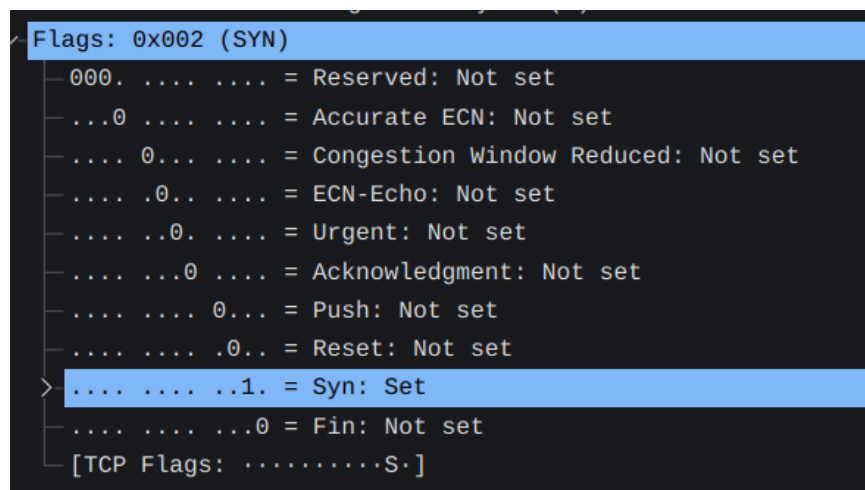 Flags: 0x002 (SYN)
000. .... .... = Reserved: Not set
...0 .... .... = Accurate ECN: Not set
.... 0... .... = Congestion Window Reduced: Not set
.... .0.. .... = ECN-Echo: Not set
.... ..0. .... = Urgent: Not set
.... ...0 .... = Acknowledgment: Not set
.... .... 0... = Push: Not set
.... .... .0.. = Reset: Not set
.... .... ..1. = Syn: Set
.... .... ...0 = Fin: Not set
[TCP Flags: ··········S·]